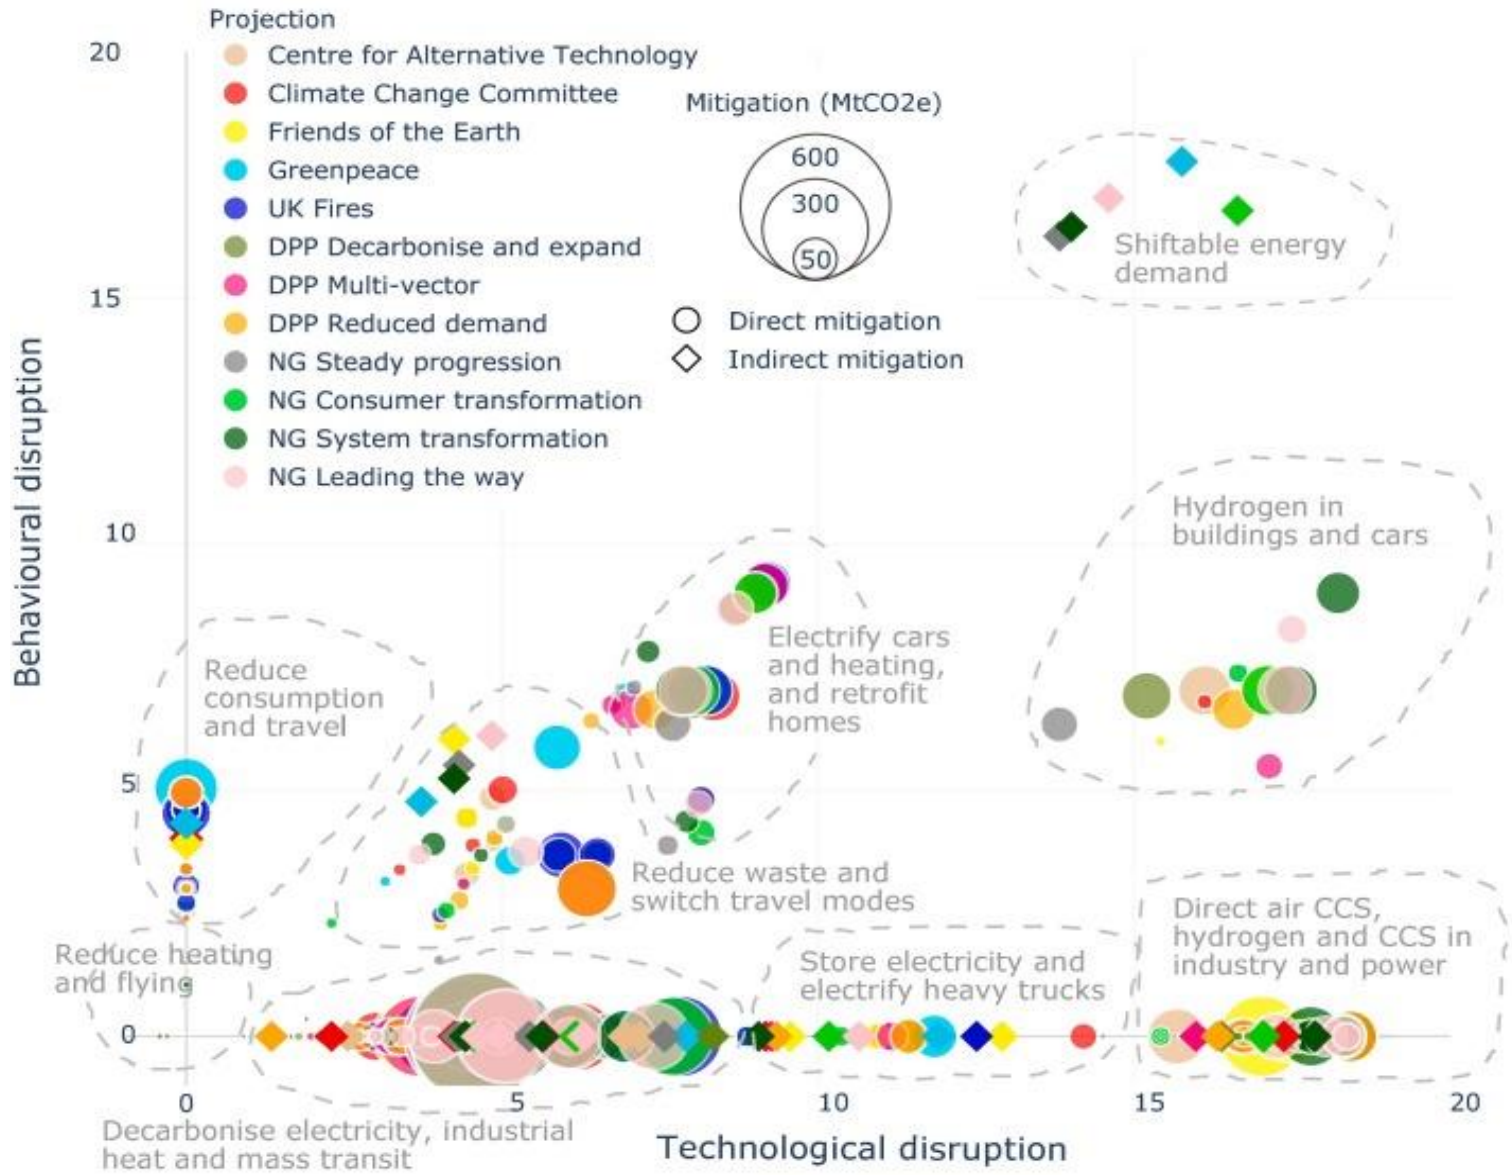 Projection
Centre for Alternative Technology
Climate Change Committee
Friends of the Earth
Greenpeace
UK Fires
DPP Decarbonise and expand
DPP Multi-vector
DPP Reduced demand
NG Steady progression
NG Consumer transformation
NG System transformation
NG Leading the way
Mitigation (MtCO2e)
600
300
50
Direct mitigation
Indirect mitigation
20
15
10
5
0
Behavioural disruption
Shiftable energy
demand
Hydrogen in
buildings and cars
Electrify cars
and heating,
and retrofit
homes
Reduce
consumption
and travel
Reduce waste and
switch travel modes
Reduce heating
and flying
Store electricity and
electrify heavy trucks
Direct air CCS,
hydrogen and CCS in
industry and power
0
5
10
15
20
Decarbonise electricity, industrial
heat and mass transit
Technological disruption